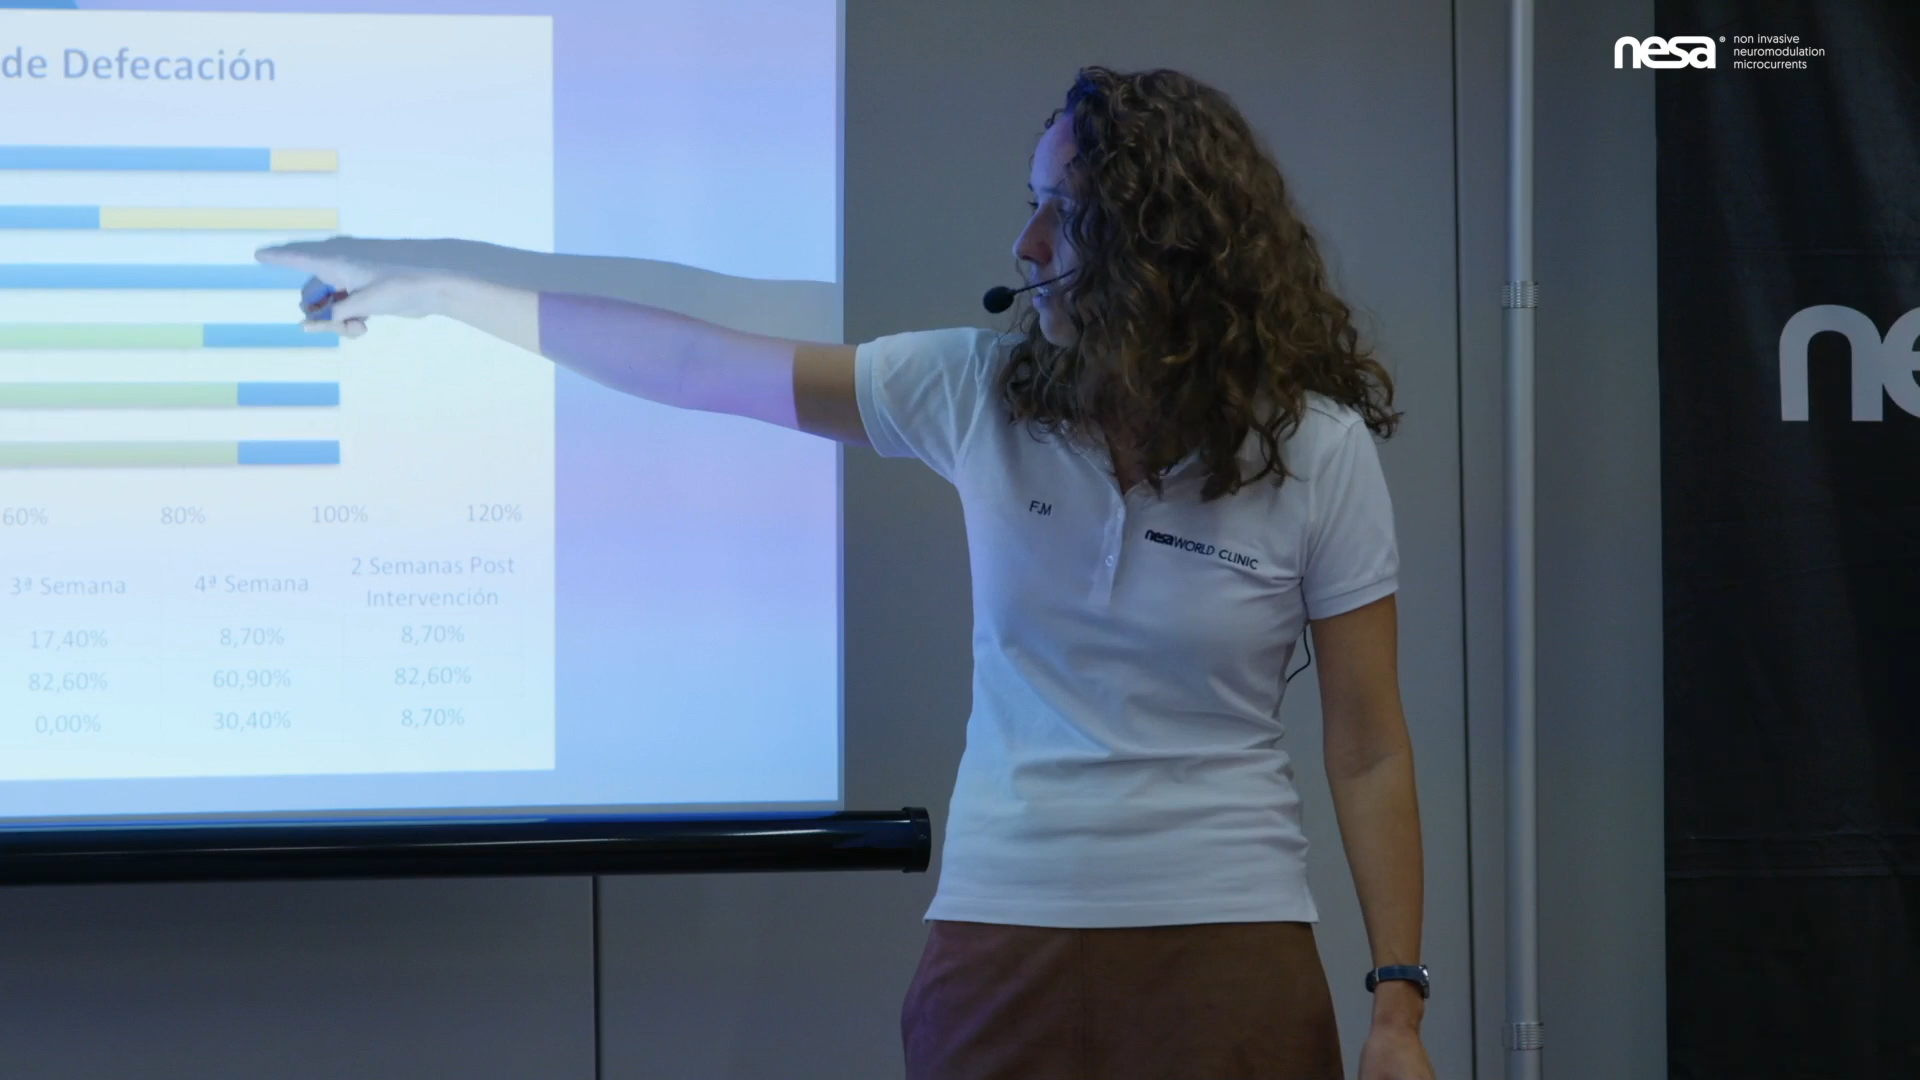 de Defecación
60% 80% 100% 120%
3ª Semana 4ª Semana 2 Semanas Post Intervención
17,40% 8,70% 8,70%
82,60% 60,90% 82,60%
0,00% 30,40% 8,70%
FJM
nesa WORLD CLINIC
nesa®
non invasive
neuromodulation
microcurrents
ne